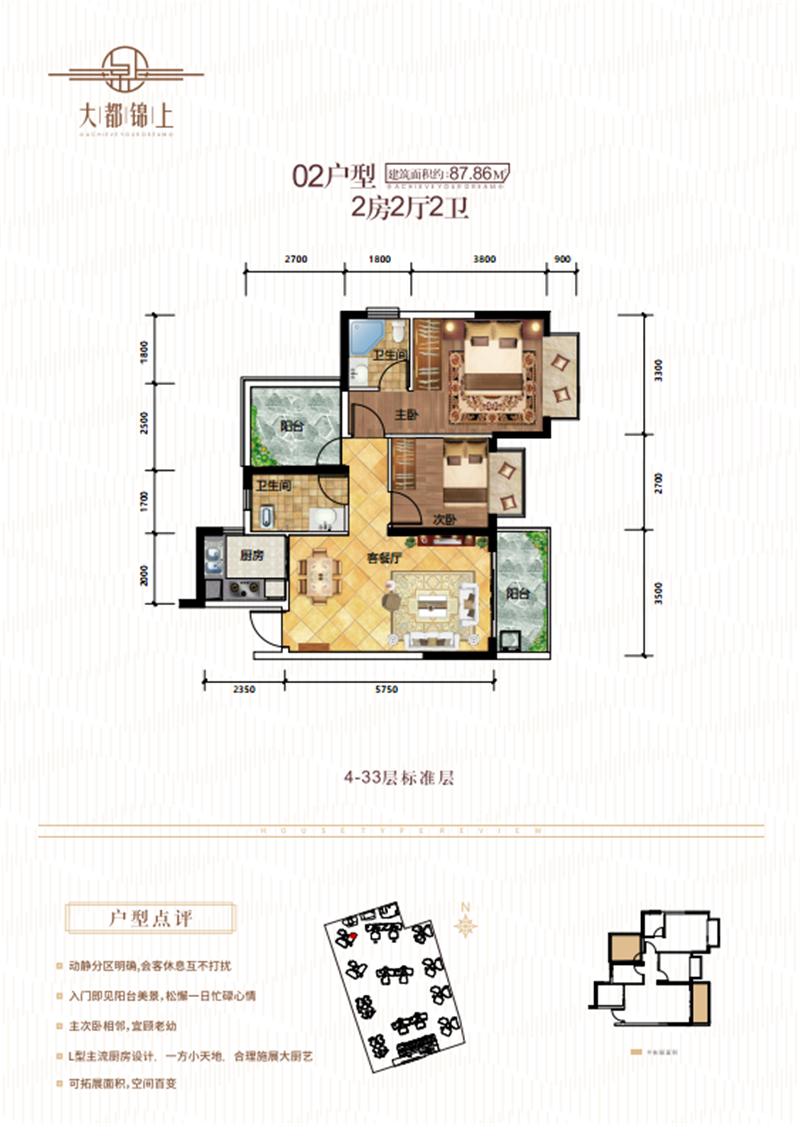 大都锦上
ACHIEVE YOUR DREAM
02户型 建筑面积约:87.86M²
ACHIEVE YOUR DREAM
2房2厅2卫
2700 1800 3800 900
1800
2500
1700
2000
3300
2700
3500
卫生间
主卧
阳台
卫生间
次卧
厨房
客餐厅
阳台
2350 5750
4-33层标准层
HOUSETYPEREVIEW
户型点评
动静分区明确,会客休息互不打扰
入门即见阳台美景,松懈一日忙碌心情
主次卧相邻,宜顾老幼
L型主流厨房设计,一方小天地,合理施展大厨艺
可拓展面积,空间百变
N